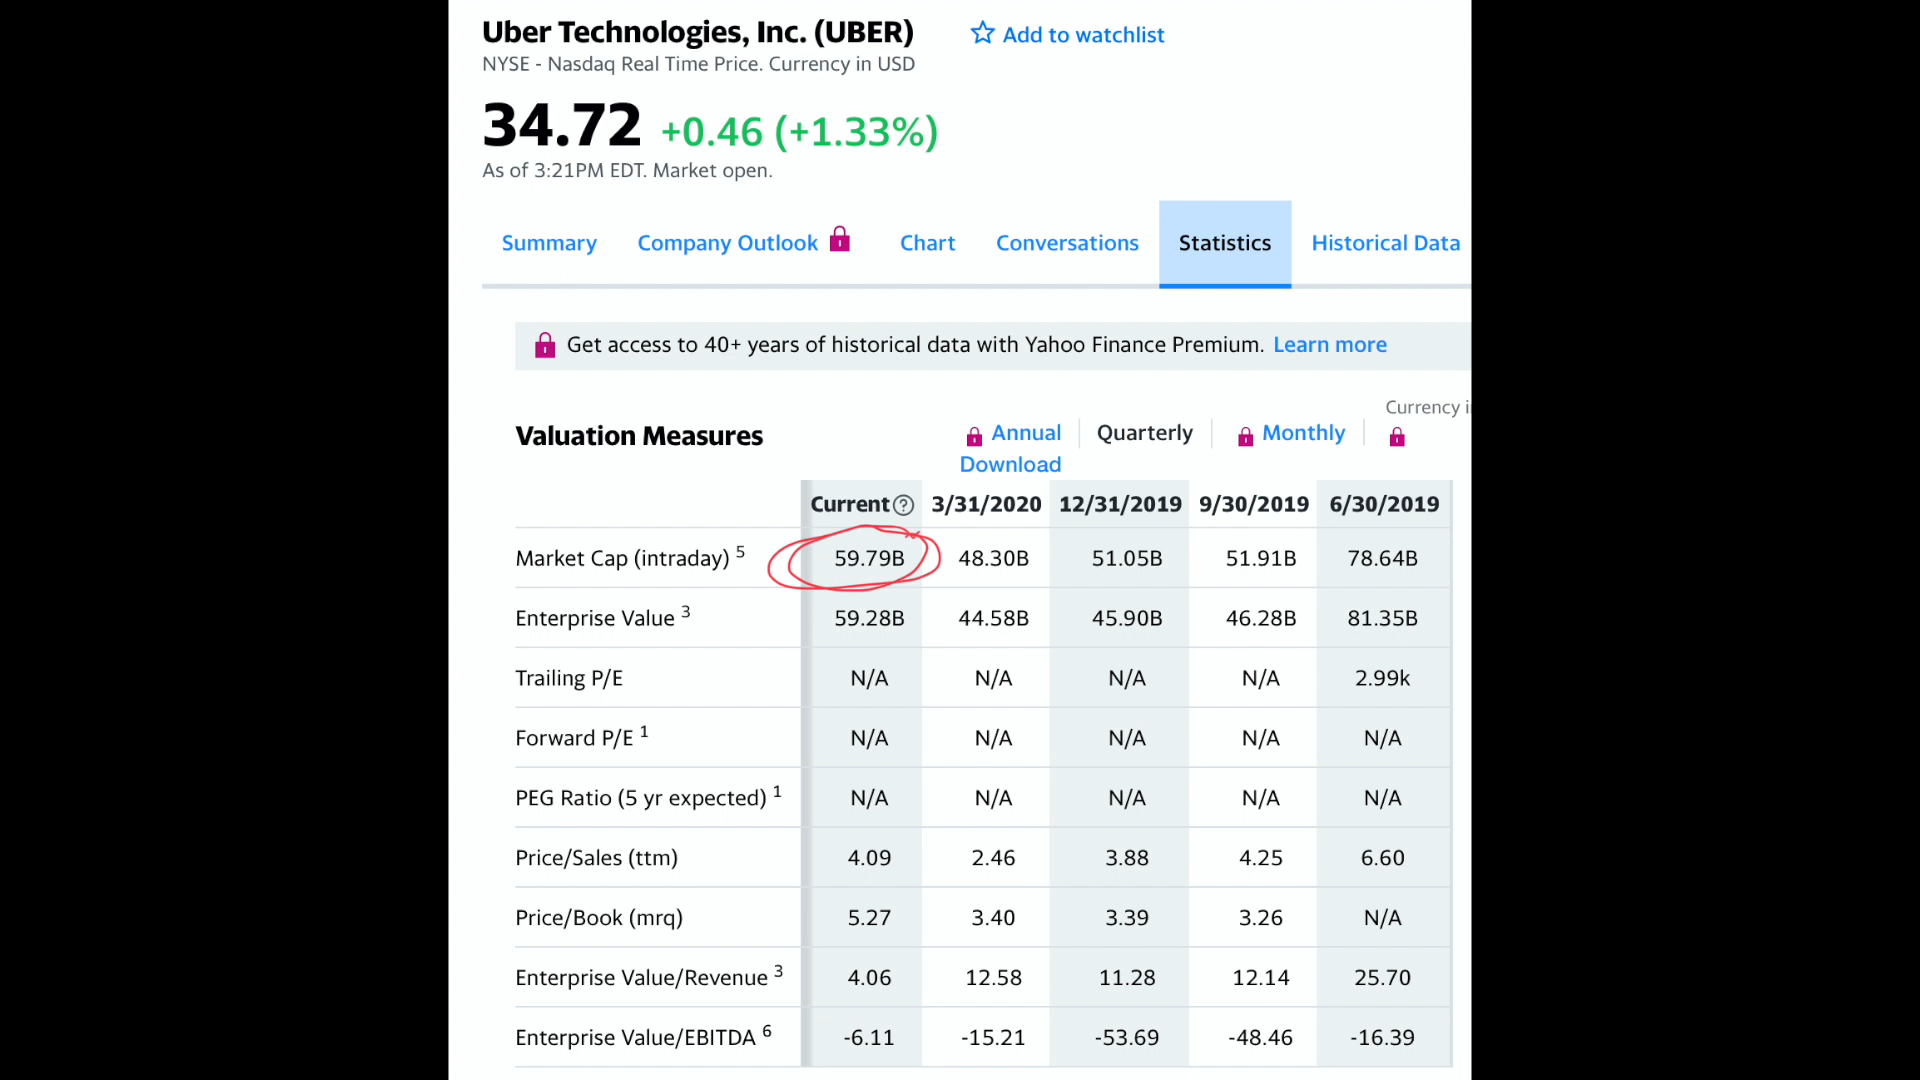 Uber Technologies, Inc. (UBER) Add to watchlist
NYSE - Nasdaq Real Time Price. Currency in USD
34.72 +0.46 (+1.33%)
As of 3:21PM EDT. Market open.
Summary Company Outlook Chart Conversations Statistics Historical Data
Get access to 40+ years of historical data with Yahoo Finance Premium. Learn more
Currency i
Valuation Measures Annual Quarterly Monthly
Download
Current ? 3/31/2020 12/31/2019 9/30/2019 6/30/2019
Market Cap (intraday) 5 59.79B 48.30B 51.05B 51.91B 78.64B
Enterprise Value 3 59.28B 44.58B 45.90B 46.28B 81.35B
Trailing P/E N/A N/A N/A N/A 2.99k
Forward P/E 1 N/A N/A N/A N/A N/A
PEG Ratio (5 yr expected) 1 N/A N/A N/A N/A N/A
Price/Sales (ttm) 4.09 2.46 3.88 4.25 6.60
Price/Book (mrq) 5.27 3.40 3.39 3.26 N/A
Enterprise Value/Revenue 3 4.06 12.58 11.28 12.14 25.70
Enterprise Value/EBITDA 6 -6.11 -15.21 -53.69 -48.46 -16.39